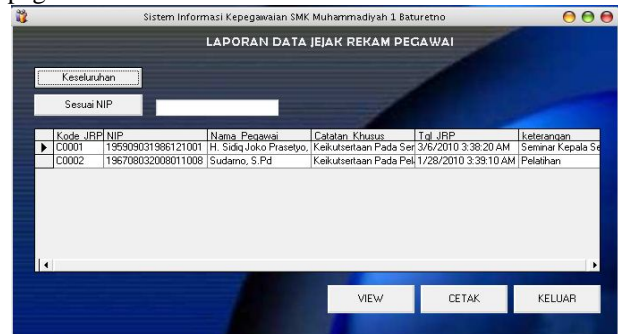 Sistem Informasi Kepegawaian SMK Muhammadiyah 1 Baturetno
LAPORAN DATA JEJAK REKAM PEGAWAI
Keseluruhan
Sesuai NIP
Kode JRP NIP Nama Pegawai Catatan Khusus Tgl JRP keterangan
C0001 195909031986121001 H. Sidiq Joko Prasetyo, Keikutsertaan Pada Ser 3/6/2010 3:38:20 AM Seminar Kepala Se
C0002 196708032008011008 Sudarno, S.Pd Keikutsertaan Pada Pel 1/28/2010 3:39:10 AM Pelatihan
VIEW CETAK KELUAR